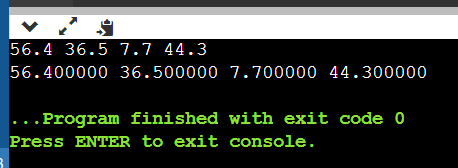 56.4 36.5 7.7 44.3
56.400000 36.500000 7.700000 44.300000
...Program finished with exit code 0
Press ENTER to exit console.